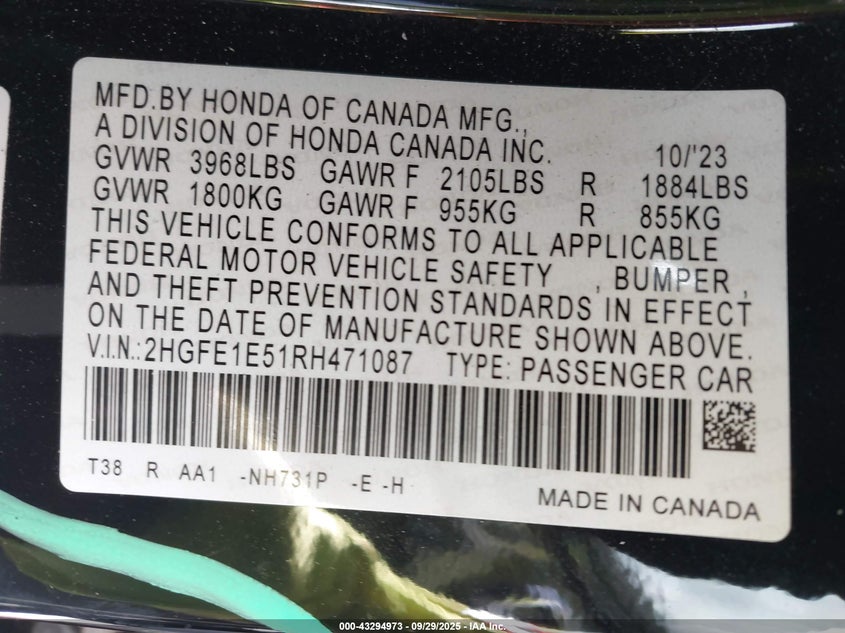 MFD.BY HONDA OF CANADA MFG.,
A DIVISION OF HONDA CANADA INC. 10/'23
GVWR 3968LBS GAWR F 2105LBS R 1884LBS
GVWR 1800KG GAWR F 955KG R 855KG
THIS VEHICLE CONFORMS TO ALL APPLICABLE
FEDERAL MOTOR VEHICLE SAFETY , BUMPER ,
AND THEFT PREVENTION STANDARDS IN EFFECT
ON THE DATE OF MANUFACTURE SHOWN ABOVE.
V.I.N.:2HGFE1E51RH471087 TYPE: PASSENGER CAR
T38 R AA1 -NH731P -E -H
MADE IN CANADA
000-43294973 - 09/29/2025 - IAA Inc.